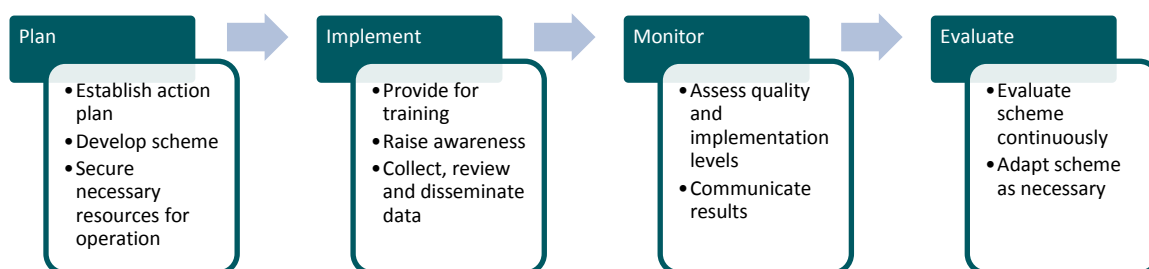 Plan
• Establish action
plan
• Develop scheme
• Secure
necessary
resources for
operation
Implement
• Provide for
training
• Raise awareness
• Collect, review
and disseminate
data
Monitor
• Assess quality
and
implementation
levels
• Communicate
results
Evaluate
• Evaluate
scheme
continuously
• Adapt scheme
as necessary